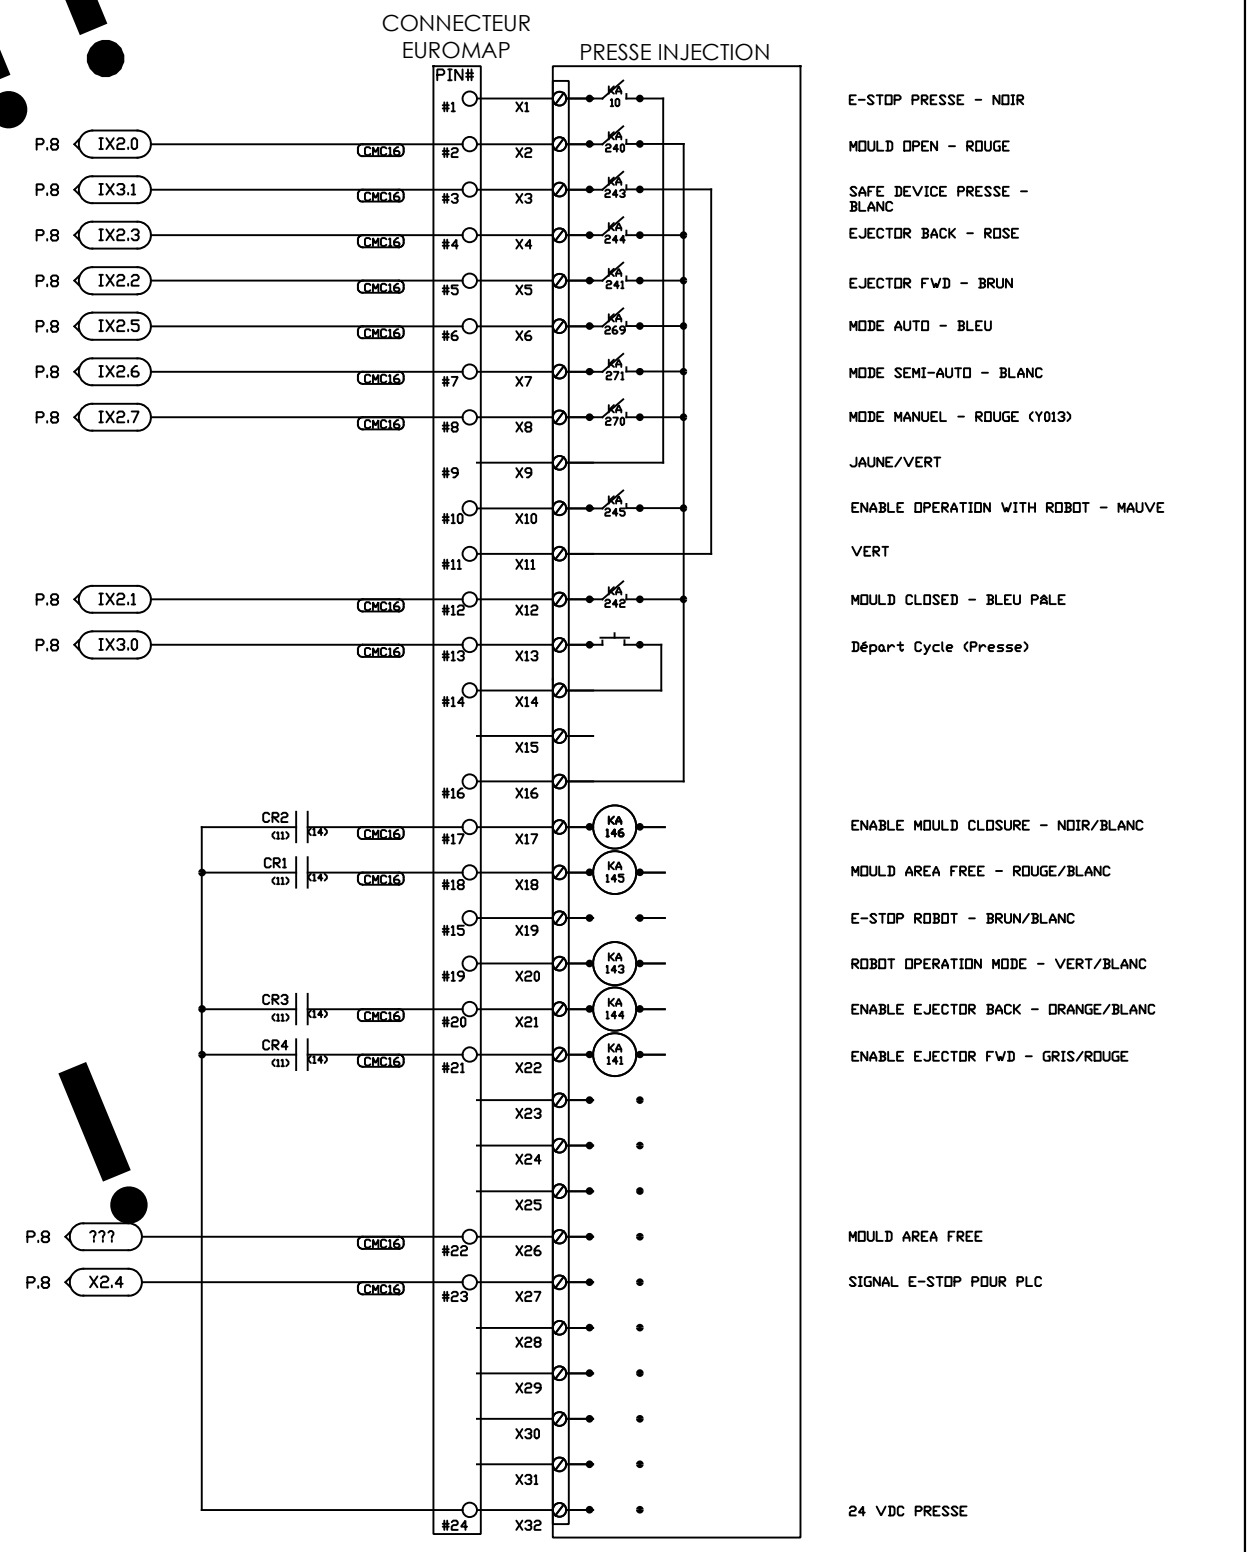 CONNECTEUR
EUROMAP
PRESSE INJECTION
PIN#
#1 X1 KA 10 E-STOP PRESSE - NOIR
P.8 IX2.0 CMC16 #2 X2 KA 240 MOULD OPEN - ROUGE
P.8 IX3.1 CMC16 #3 X3 KA 243 SAFE DEVICE PRESSE -
BLANC
P.8 IX2.3 CMC16 #4 X4 KA 244 EJECTOR BACK - ROSE
P.8 IX2.2 CMC16 #5 X5 KA 241 EJECTOR FWD - BRUN
P.8 IX2.5 CMC16 #6 X6 KA 269 MODE AUTO - BLEU
P.8 IX2.6 CMC16 #7 X7 KA 271 MODE SEMI-AUTO - BLANC
P.8 IX2.7 CMC16 #8 X8 KA 270 MODE MANUEL - ROUGE (Y013)
#9 X9 JAUNE/VERT
#10 X10 KA 245 ENABLE OPERATION WITH ROBOT - MAUVE
#11 X11 VERT
P.8 IX2.1 CMC16 #12 X12 KA 242 MOULD CLOSED - BLEU PÂLE
P.8 IX3.0 CMC16 #13 X13 Départ Cycle (Presse)
#14 X14
X15
#16 X16
CR2 (11) (14) CMC16 #17 X17 KA 146 ENABLE MOULD CLOSURE - NOIR/BLANC
CR1 (11) (14) CMC16 #18 X18 KA 145 MOULD AREA FREE - ROUGE/BLANC
#15 X19 E-STOP ROBOT - BRUN/BLANC
#19 X20 KA 143 ROBOT OPERATION MODE - VERT/BLANC
CR3 (11) (14) CMC16 #20 X21 KA 144 ENABLE EJECTOR BACK - ORANGE/BLANC
CR4 (11) (14) CMC16 #21 X22 KA 141 ENABLE EJECTOR FWD - GRIS/ROUGE
X23
X24
X25
P.8 ??? CMC16 #22 X26 MOULD AREA FREE
P.8 X2.4 CMC16 #23 X27 SIGNAL E-STOP POUR PLC
X28
X29
X30
X31
#24 X32 24 VDC PRESSE